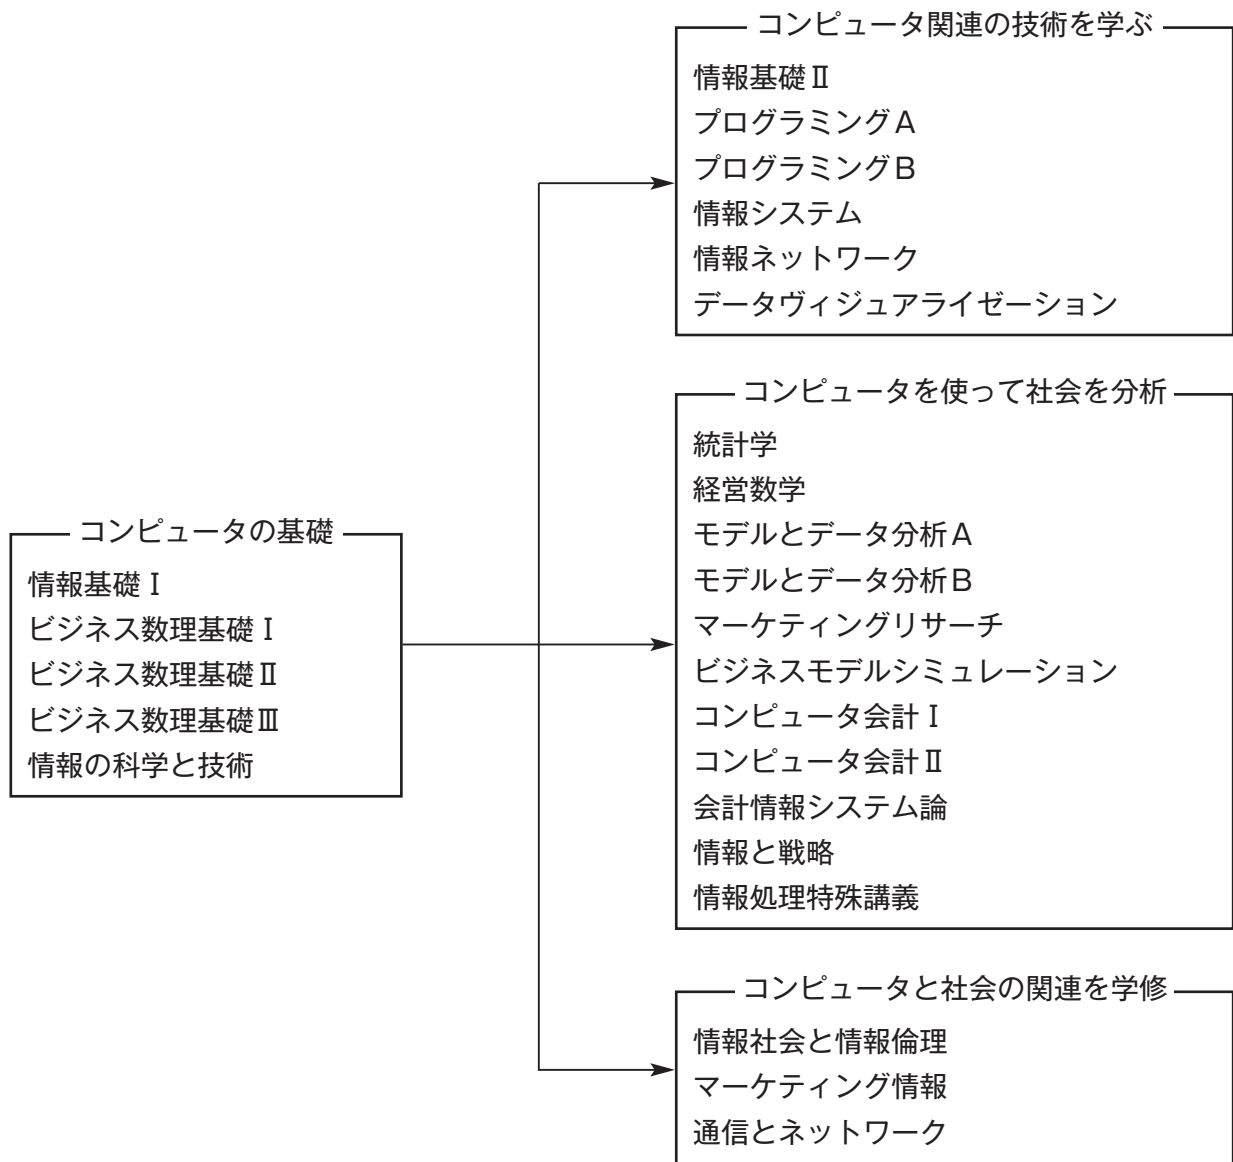 コンピュータの基礎
情報基礎Ⅰ
ビジネス数理基礎Ⅰ
ビジネス数理基礎Ⅱ
ビジネス数理基礎Ⅲ
情報の科学と技術
コンピュータ関連の技術を学ぶ
情報基礎Ⅱ
プログラミングA
プログラミングB
情報システム
情報ネットワーク
データヴィジュアライゼーション
コンピュータを使って社会を分析
統計学
経営数学
モデルとデータ分析A
モデルとデータ分析B
マーケティングリサーチ
ビジネスモデルシミュレーション
コンピュータ会計Ⅰ
コンピュータ会計Ⅱ
会計情報システム論
情報と戦略
情報処理特殊講義
コンピュータと社会の関連を学修
情報社会と情報倫理
マーケティング情報
通信とネットワーク